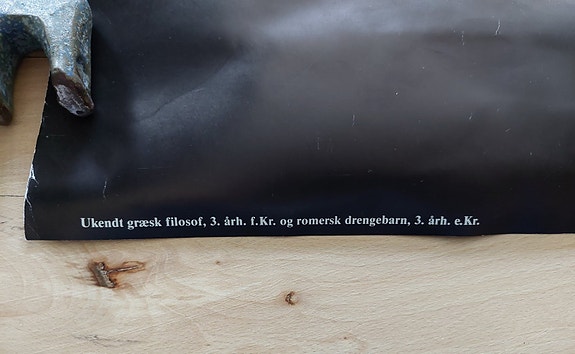 Ukendt græsk filosof, 3. årh. f.Kr. og romersk drengebarn, 3. årh. e.Kr.